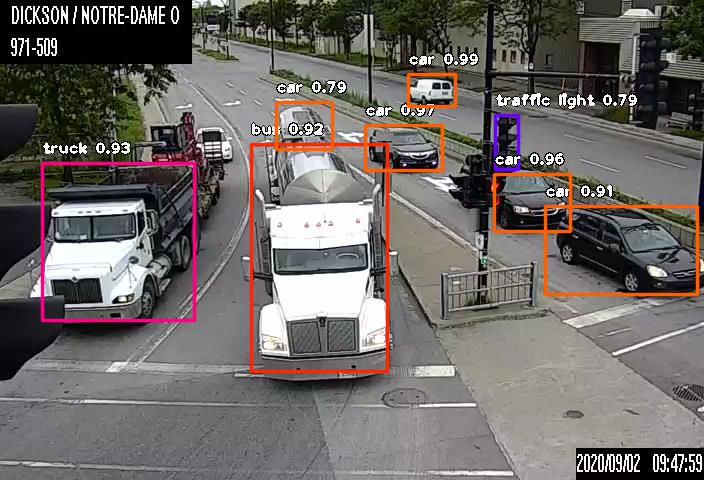 DICKSON / NOTRE-DAME O
971-509
car 0.99
car 0.79
car 0.97
traffic light 0.79
bus 0.92
truck 0.93
car 0.96
car 0.91
2020/09/02 09:47:59